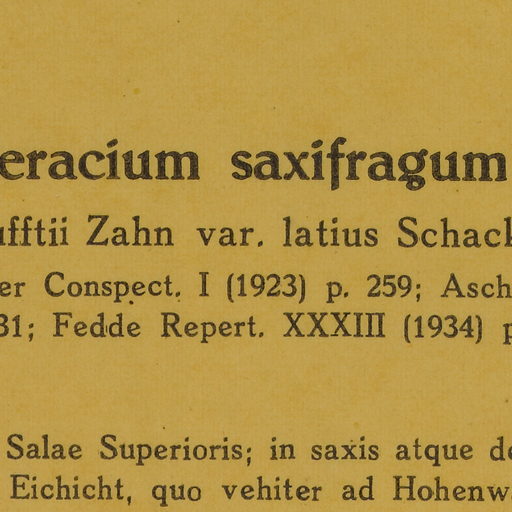 eracium saxifragum
ufftii Zahn var. latius Schack
er Conspect. I (1923) p. 259; Asch
31; Fedde Repert. XXXIII (1934) p
Salae Superioris; in saxis atque de
Eichicht, quo vehiter ad Hohenwa